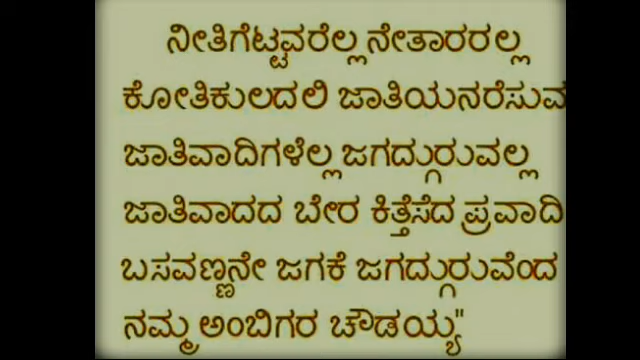 ನೀತಿಗೆಟ್ಟವರೆಲ್ಲ ನೇತಾರರಲ್ಲ
ಕೋತಿಕುಲದಲಿ ಜಾತಿಯನರೆಸುವ
ಜಾತಿವಾದಿಗಳೆಲ್ಲ ಜಗದ್ಗುರುವಲ್ಲ
ಜಾತಿವಾದದ ಬೇರ ಕಿತ್ತೆಸೆದ ಪ್ರವಾದಿ
ಬಸವಣ್ಣನೇ ಜಗಕೆ ಜಗದ್ಗುರುವೆಂದ
ನಮ್ಮ ಅಂಬಿಗರ ಚೌಡಯ್ಯ"